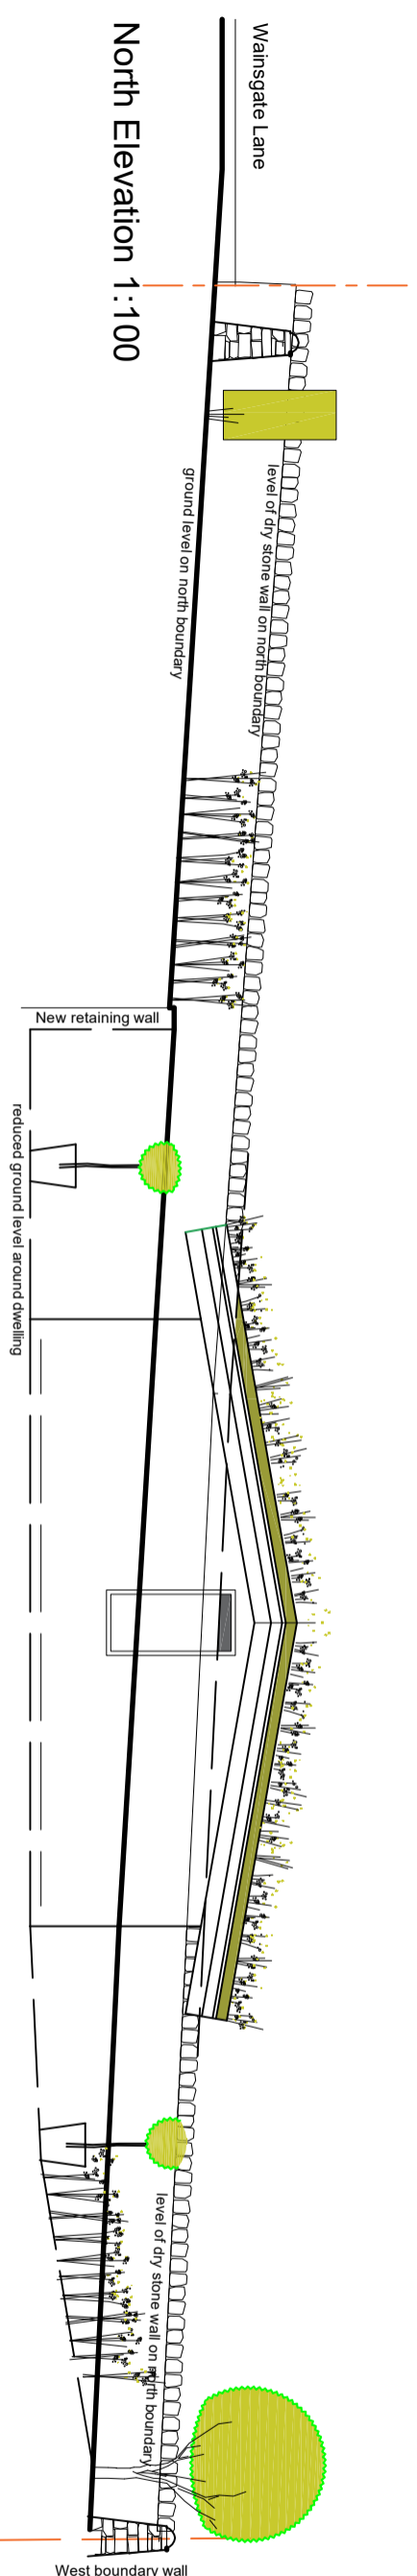 Wainsgate Lane
North Elevation 1:100
level of dry stone wall on north boundary
ground level on north boundary
New retaining wall
reduced ground level around dwelling
level of dry stone wall on north boundary
West boundary wall